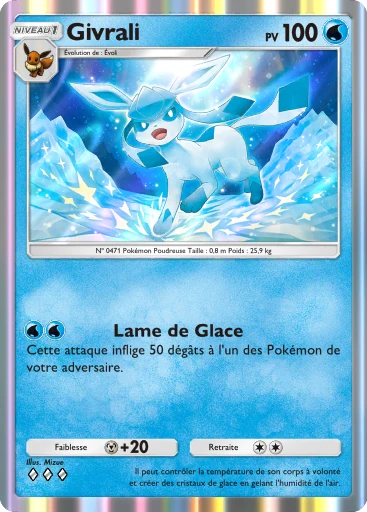 NIVEAU 1
Givrali
PV 100
Évolution de : Évoli
N° 0471 Pokémon Poudreuse Taille : 0,8 m Poids : 25,9 kg
Lame de Glace
Cette attaque inflige 50 dégâts à l'un des Pokémon de
votre adversaire.
Faiblesse +20 Retraite
Illus. Mizue
Il peut contrôler la température de son corps à volonté
et créer des cristaux de glace en gelant l'humidité de l'air.